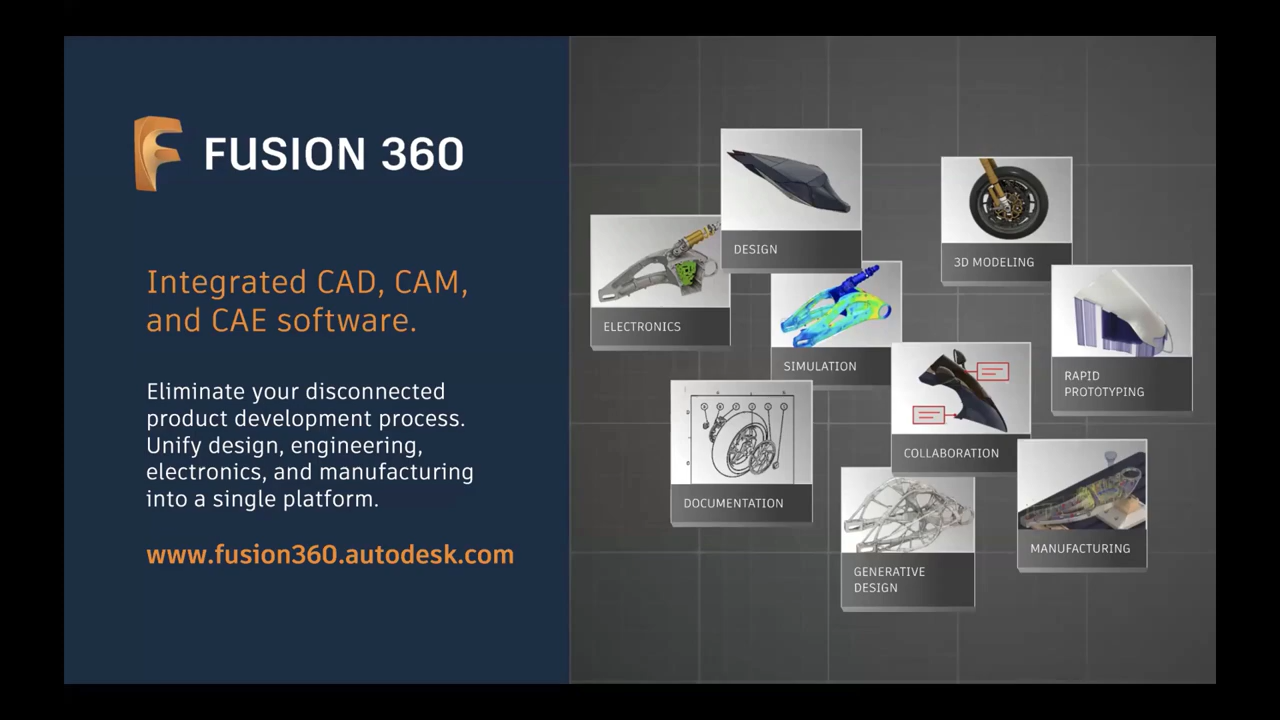 FUSION 360
Integrated CAD, CAM,
and CAE software.
Eliminate your disconnected
product development process.
Unify design, engineering,
electronics, and manufacturing
into a single platform.
www.fusion360.autodesk.com
DESIGN
3D MODELING
ELECTRONICS
SIMULATION
RAPID
PROTOTYPING
COLLABORATION
DOCUMENTATION
MANUFACTURING
GENERATIVE
DESIGN